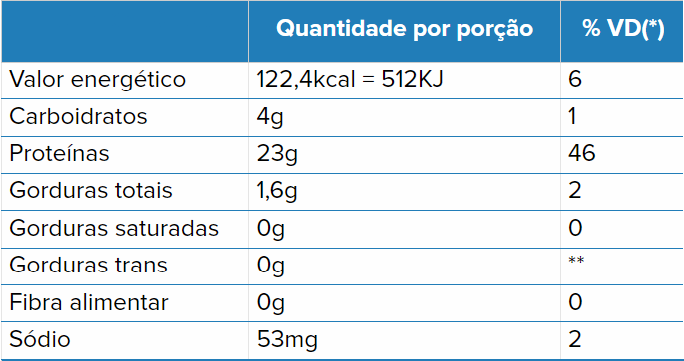 Quantidade por porção % VD(*)
Valor energético 122,4kcal = 512KJ 6
Carboidratos 4g 1
Proteínas 23g 46
Gorduras totais 1,6g 2
Gorduras saturadas 0g 0
Gorduras trans 0g **
Fibra alimentar 0g 0
Sódio 53mg 2